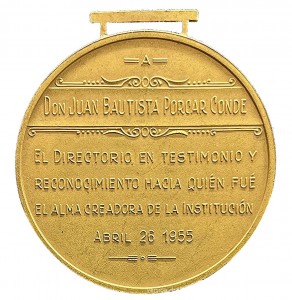 A
DON JUAN BAUTISTA PORCAR CONDE
EL DIRECTORIO, EN TESTIMONIO Y
RECONOCIMIENTO HACIA QUIÉN FUÉ
EL ALMA CREADORA DE LA INSTITUCIÓN
ABRIL 26 1955